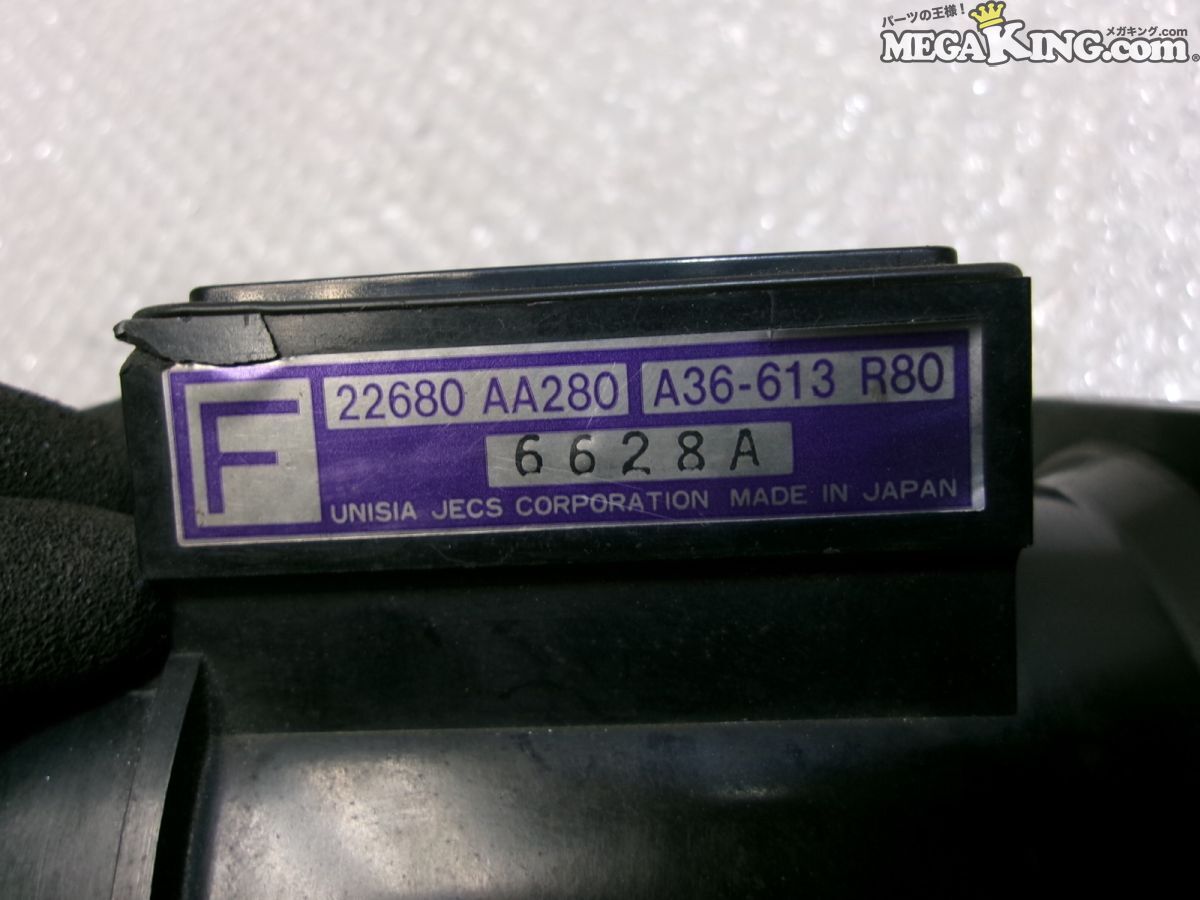 パーツの王様！
メガキング.com
MEGAKING.com®
F
22680 AA280
A36-613 R80
6628A
UNISIA JECS CORPORATION MADE IN JAPAN